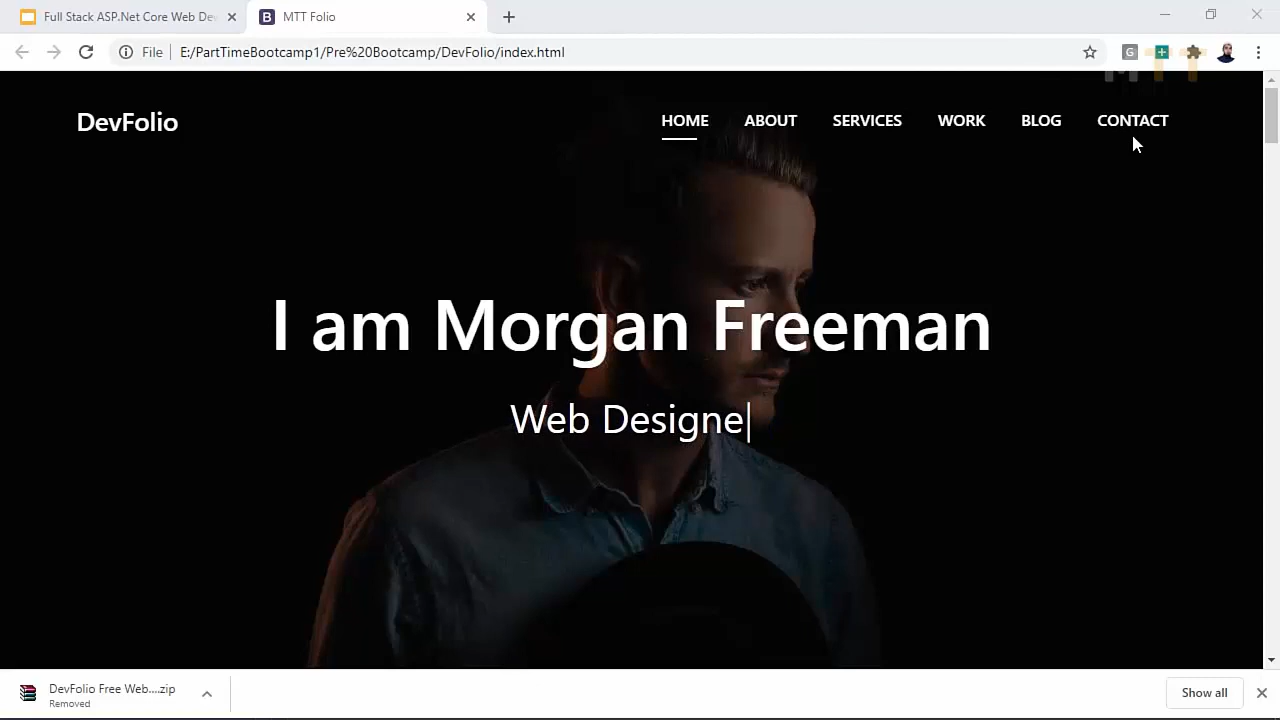 Full Stack ASP.Net Core Web De
MTT Folio
File
E:/PartTimeBootcamp1/Pre%20Bootcamp/DevFolio/index.html
MTT
DevFolio
HOME ABOUT SERVICES WORK BLOG CONTACT
I am Morgan Freeman
Web Designe
DevFolio Free Web....zip
Removed
Show all